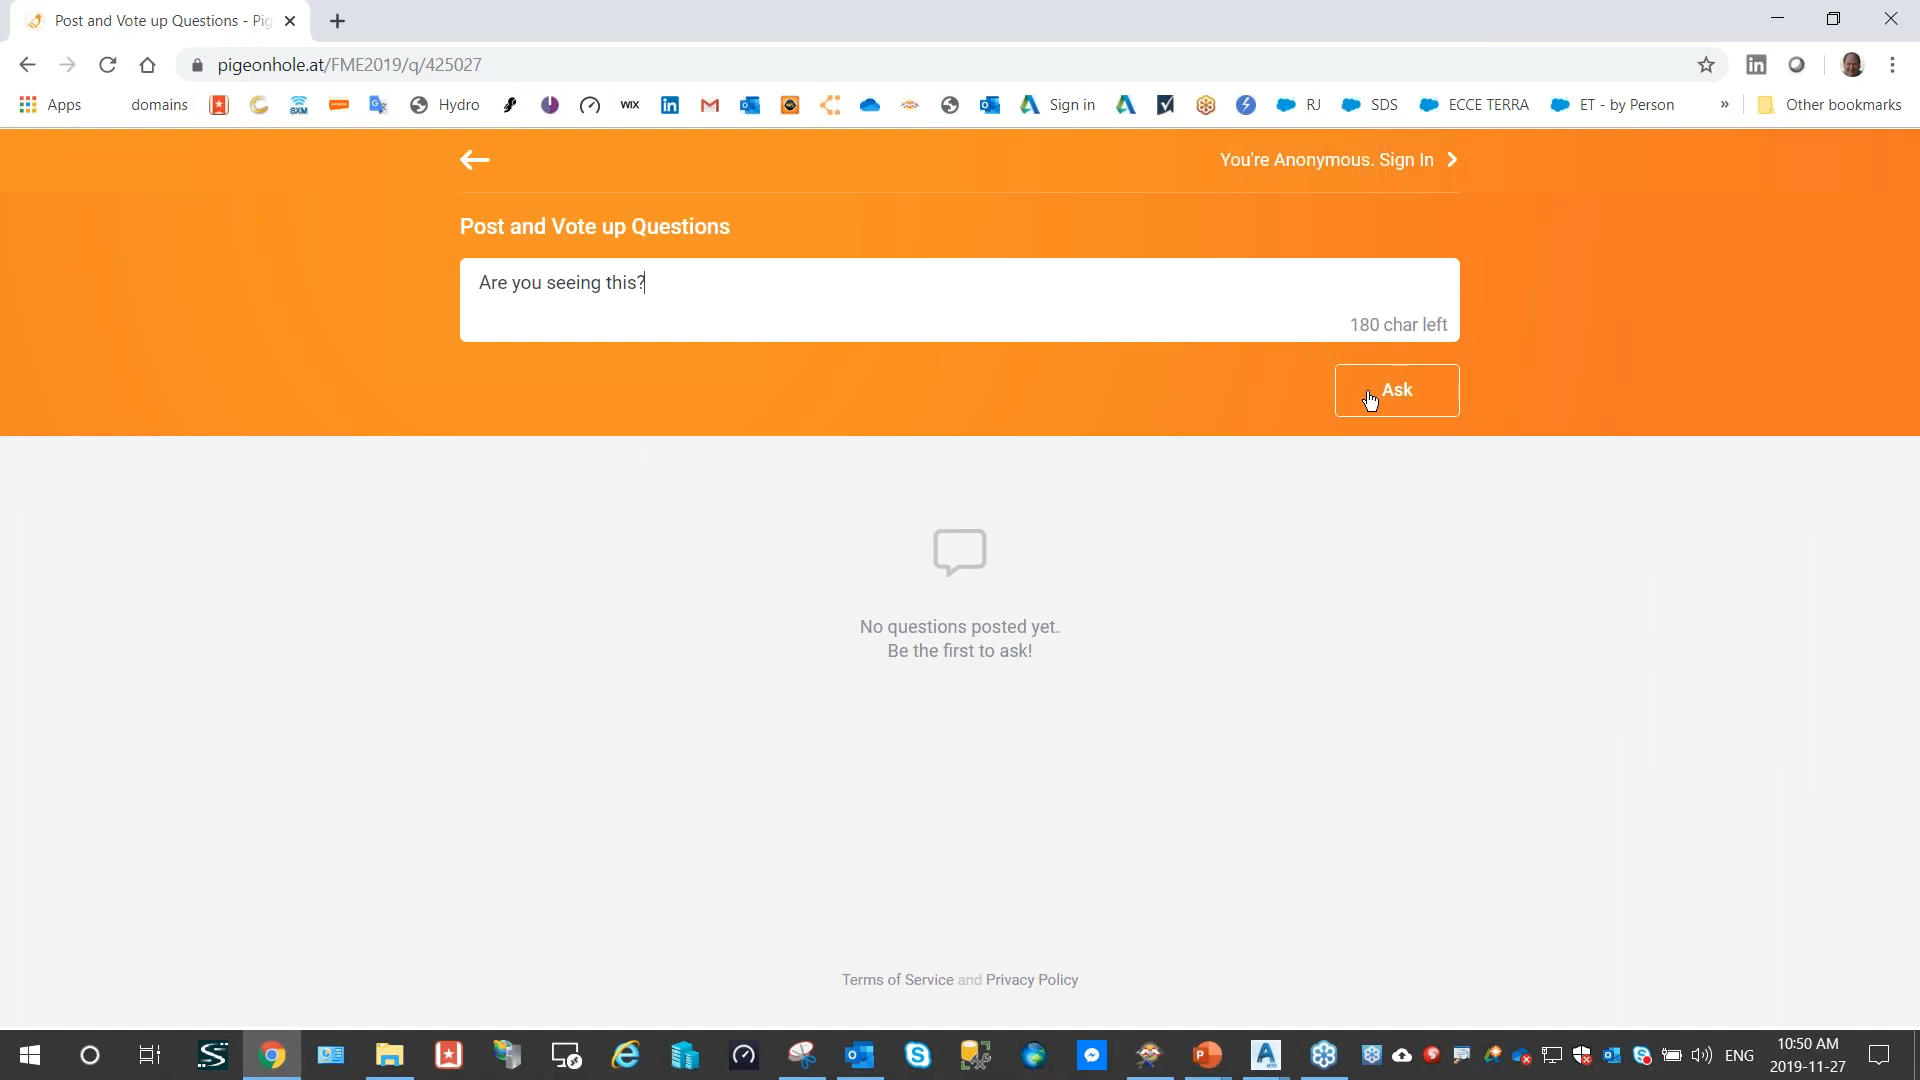 Post and Vote up Questions - Pig
pigeonhole.at/FME2019/q/425027
Apps domains Hydro WIX Sign in RJ SDS ECCE TERRA ET - by Person » Other bookmarks
You're Anonymous. Sign In
Post and Vote up Questions
Are you seeing this?
180 char left
Ask
No questions posted yet.
Be the first to ask!
Terms of Service and Privacy Policy
ENG
10:50 AM
2019-11-27